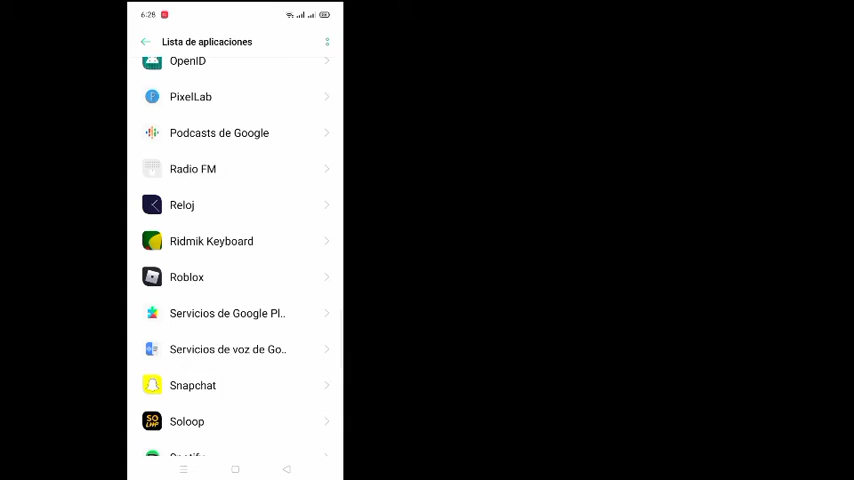 6:28
Lista de aplicaciones
OpenID
PixelLab
Podcasts de Google
Radio FM
Reloj
Ridmik Keyboard
Roblox
Servicios de Google Pl..
Servicios de voz de Go..
Snapchat
Soloop
Spotify